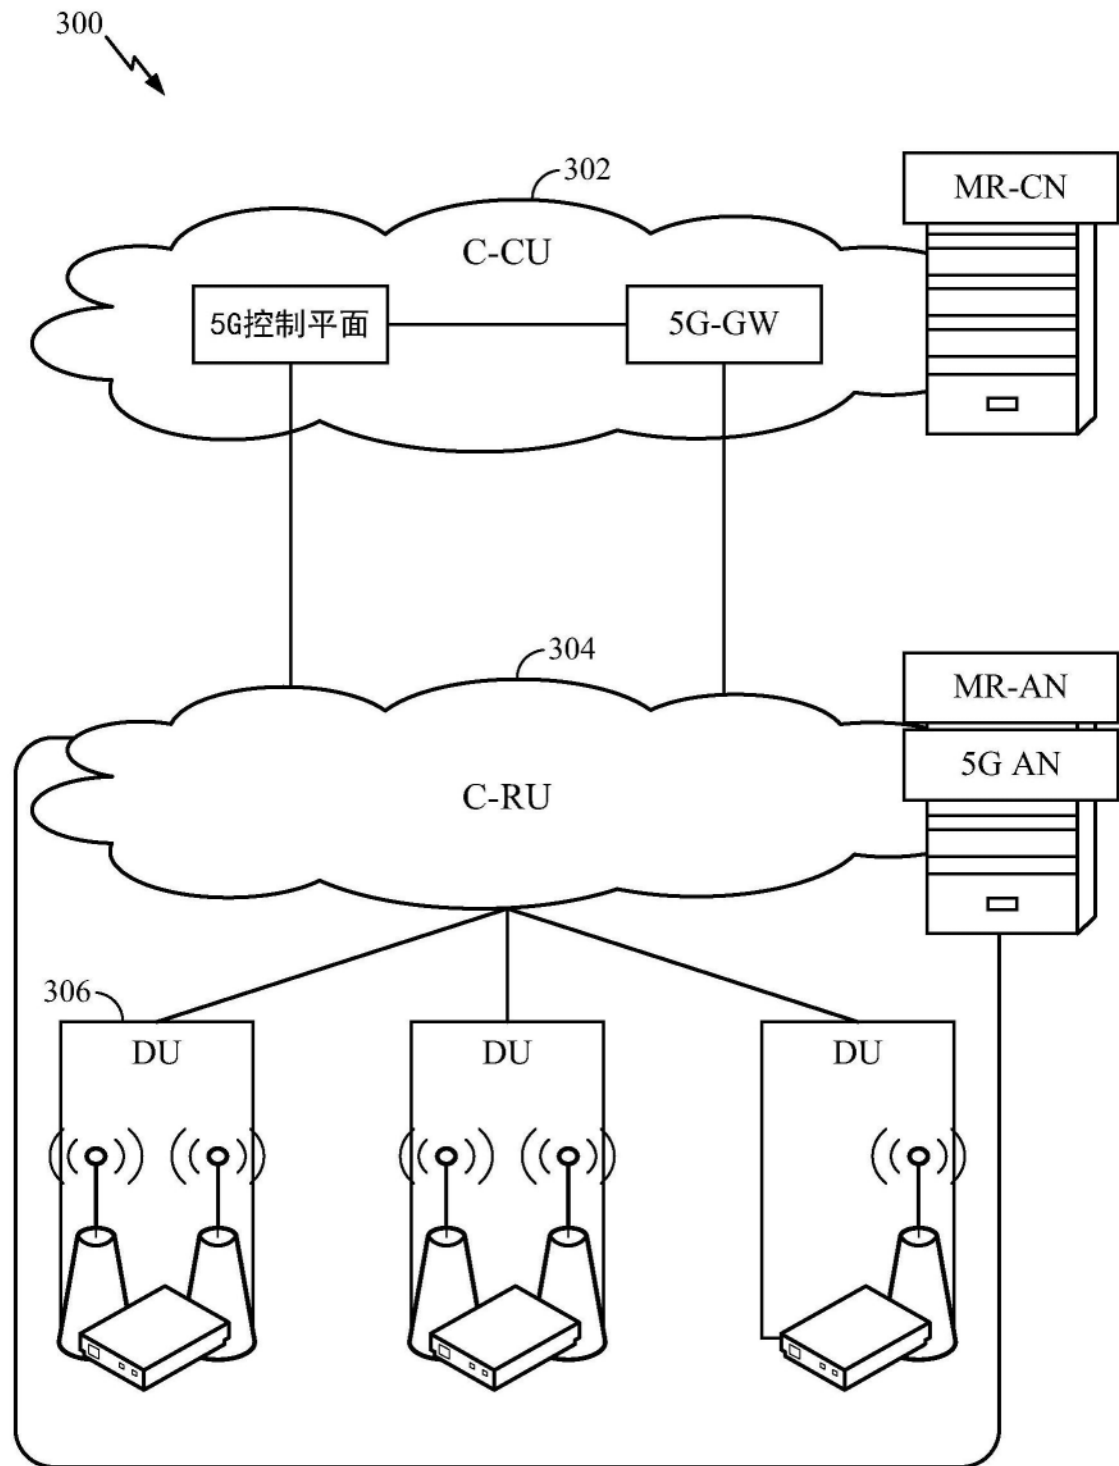 300
302
MR-CN
C-CU
5G控制平面
5G-GW
304
MR-AN
5G AN
C-RU
306
DU
DU
DU